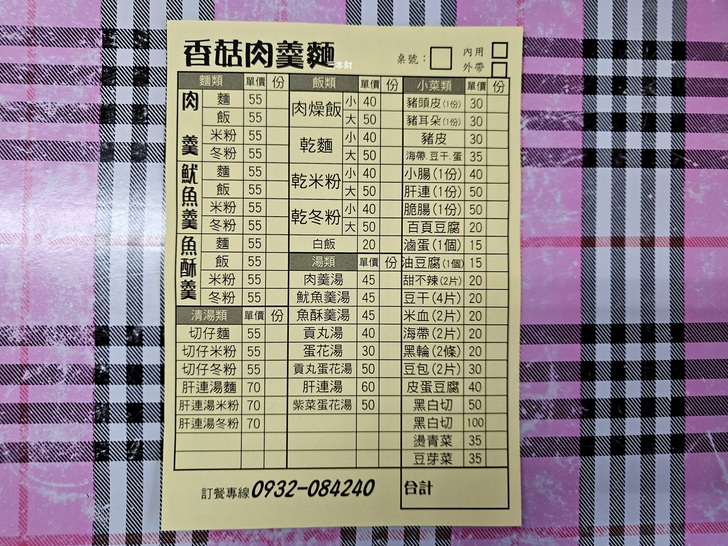 香菇肉羹麵
本財
桌號：
內用
外帶
麵類 單價 份
肉羹
麵 55
飯 55
米粉 55
冬粉 55
魷魚羹
麵 55
飯 55
米粉 55
冬粉 55
魚酥羹
麵 55
飯 55
米粉 55
冬粉 55
清湯類 單價 份
切仔麵 55
切仔米粉 55
切仔冬粉 55
肝連湯麵 70
肝連湯米粉 70
肝連湯冬粉 70
飯類 單價 份
肉燥飯 小 40
大 50
乾麵 小 40
大 50
乾米粉 小 40
大 50
乾冬粉 小 40
大 50
白飯 20
湯類 單價 份
肉羹湯 45
魷魚羹湯 45
魚酥羹湯 45
貢丸湯 40
蛋花湯 30
貢丸蛋花湯 50
肝連湯 60
紫菜蛋花湯 50
小菜類 單價 份
豬頭皮(1份) 30
豬耳朵(1份) 30
豬皮 30
海帶.豆干.蛋 35
小腸(1份) 40
肝連(1份) 50
脆腸(1份) 50
百頁豆腐 20
滷蛋(1個) 15
油豆腐(1個) 15
甜不辣(2片) 20
豆干(4片) 20
米血(2片) 20
海帶(2片) 20
黑輪(2條) 20
豆包(2片) 30
皮蛋豆腐 40
黑白切 50
黑白切 100
燙青菜 35
豆芽菜 35
訂餐專線0932-084240
合計